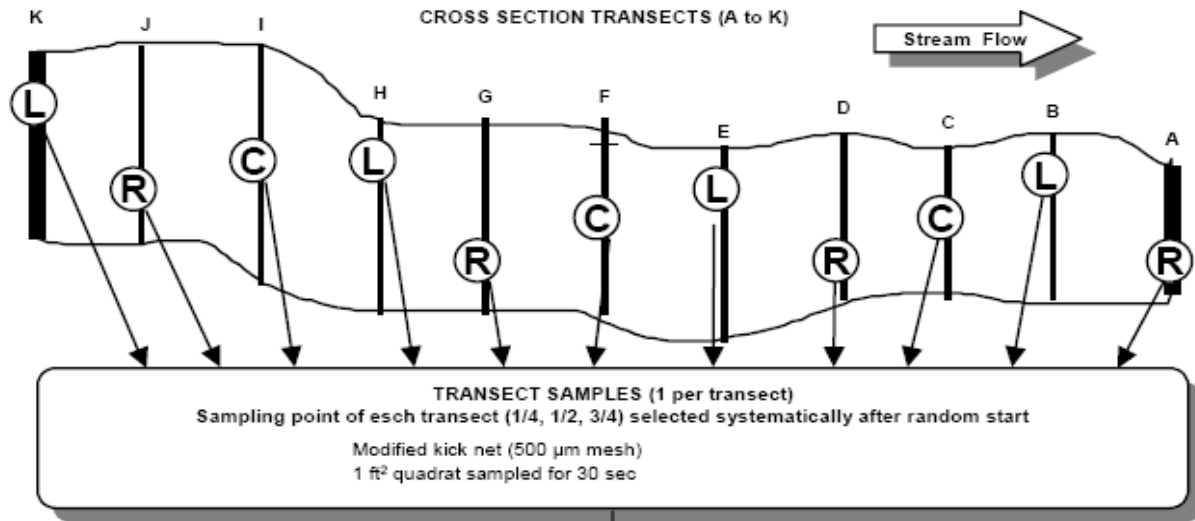 CROSS SECTION TRANSECTS (A to K)
Stream Flow
K
J
I
H
G
F
E
D
C
B
A
L
R
C
L
R
C
L
R
C
L
R
TRANSECT SAMPLES (1 per transect)
Sampling point of esch transect (1/4, 1/2, 3/4) selected systematically after random start
Modified kick net (500 µm mesh)
1 ft² quadrat sampled for 30 sec